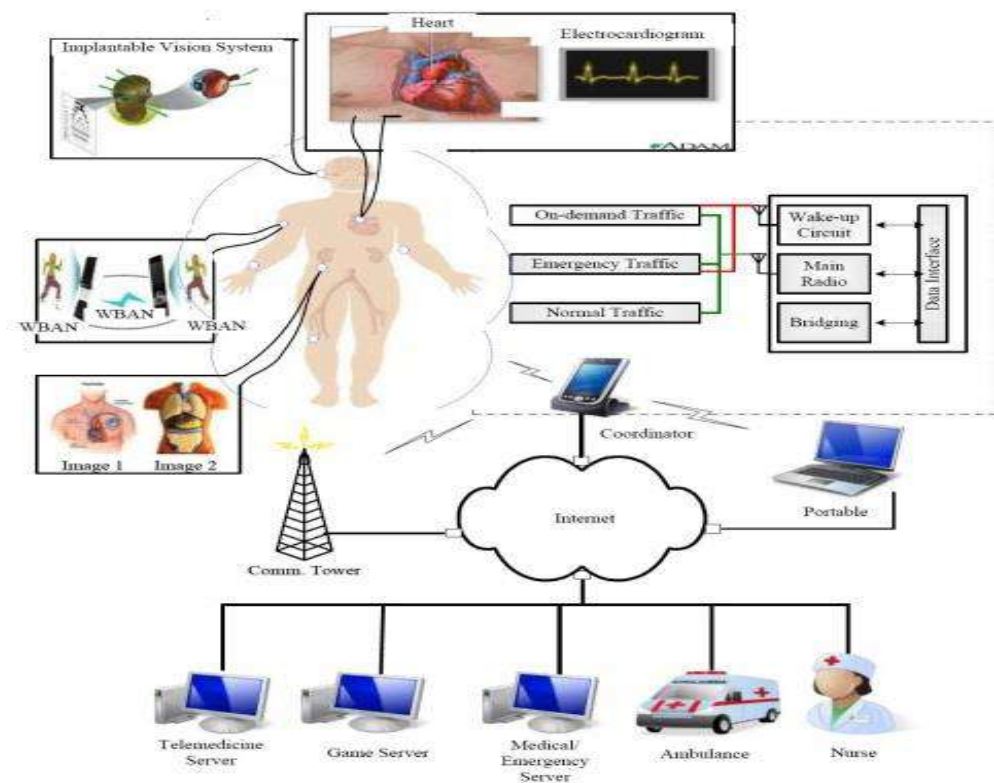 Heart
Implantable Vision System
Electrocardiogram
ADAM
On-demand Traffic
Wake-up
Circuit
Emergency Traffic
Main
Radio
Data Interface
Normal Traffic
Bridging
WBAN
WBAN
WBAN
Image 1
Image 2
Coordinator
Internet
Portable
Comm. Tower
Telemedicine
Server
Game Server
Medical/
Emergency
Server
Ambulance
Nurse